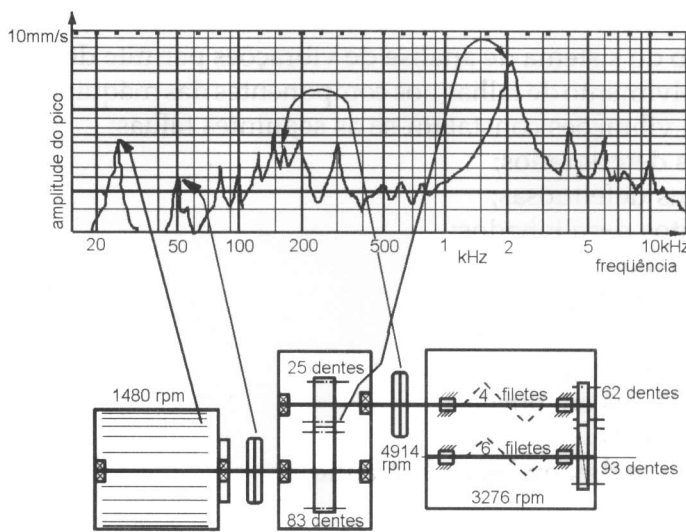 10mm/s
amplitude do pico
20 50 100 200 500 1 2 5 10kHz
kHz
freqüência
25 dentes
1480 rpm
4 filetes
62 dentes
4914
rpm
6 filetes
93 dentes
3276 rpm
83 dentes